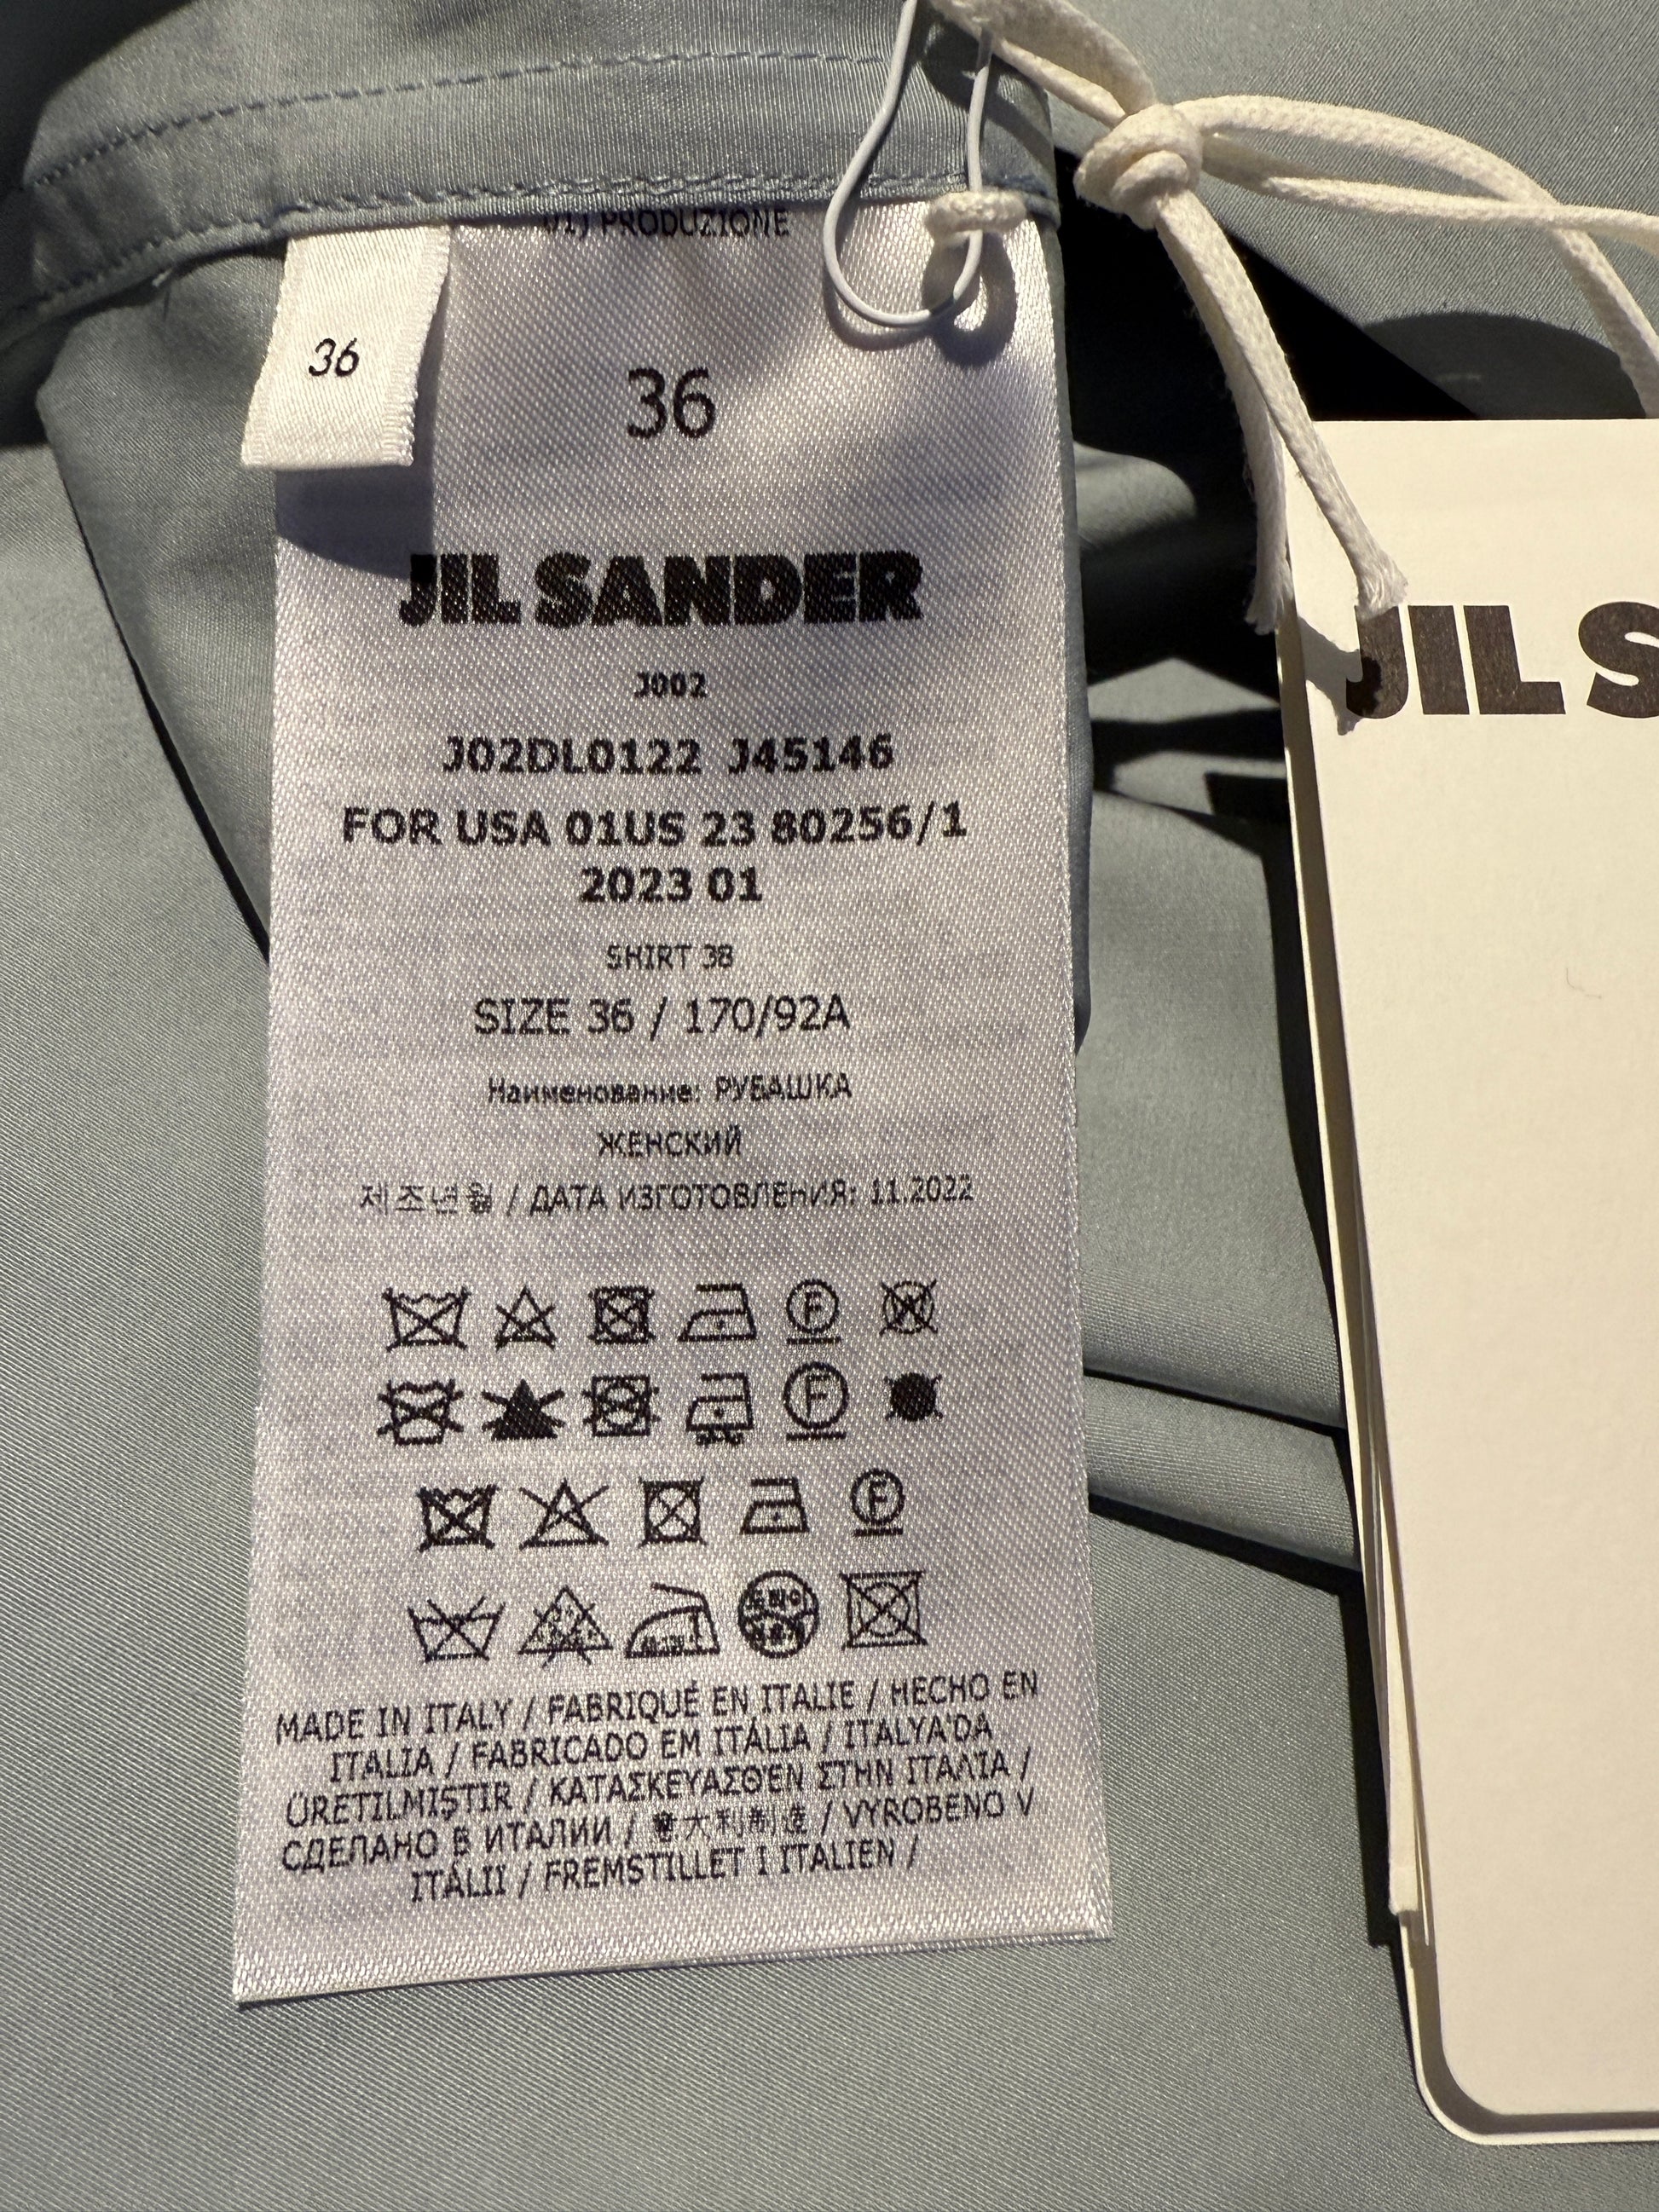 01) PRODUZIONE
36
36
JIL SANDER
J002
J02DL0122 J45146
FOR USA 01US 23 80256/1
2023 01
SHIRT 38
SIZE 36 / 170/92A
Наименование: РУБАШКА
ЖЕНСКИЙ
제조년월 / ДАТА ИЗГОТОВЛЕнИЯ: 11.2022
F W
F
F
MADE IN ITALY / FABRIQUÉ EN ITALIE / HECHO EN
ITALIA / FABRICADO EM ITÁLIA / ITALYA'DA
ÜRETILMIŞTIR / ΚΑΤΑΣΚΕΥΑΣΘΕΝ ΣΤΗΝ ΙΤΑΛΙΑ /
СДЕЛАНО В ИТАЛИИ / 意大利制造 / VYROBENO V
ITÁLII / FREMSTILLET I ITALIEN /
JIL S